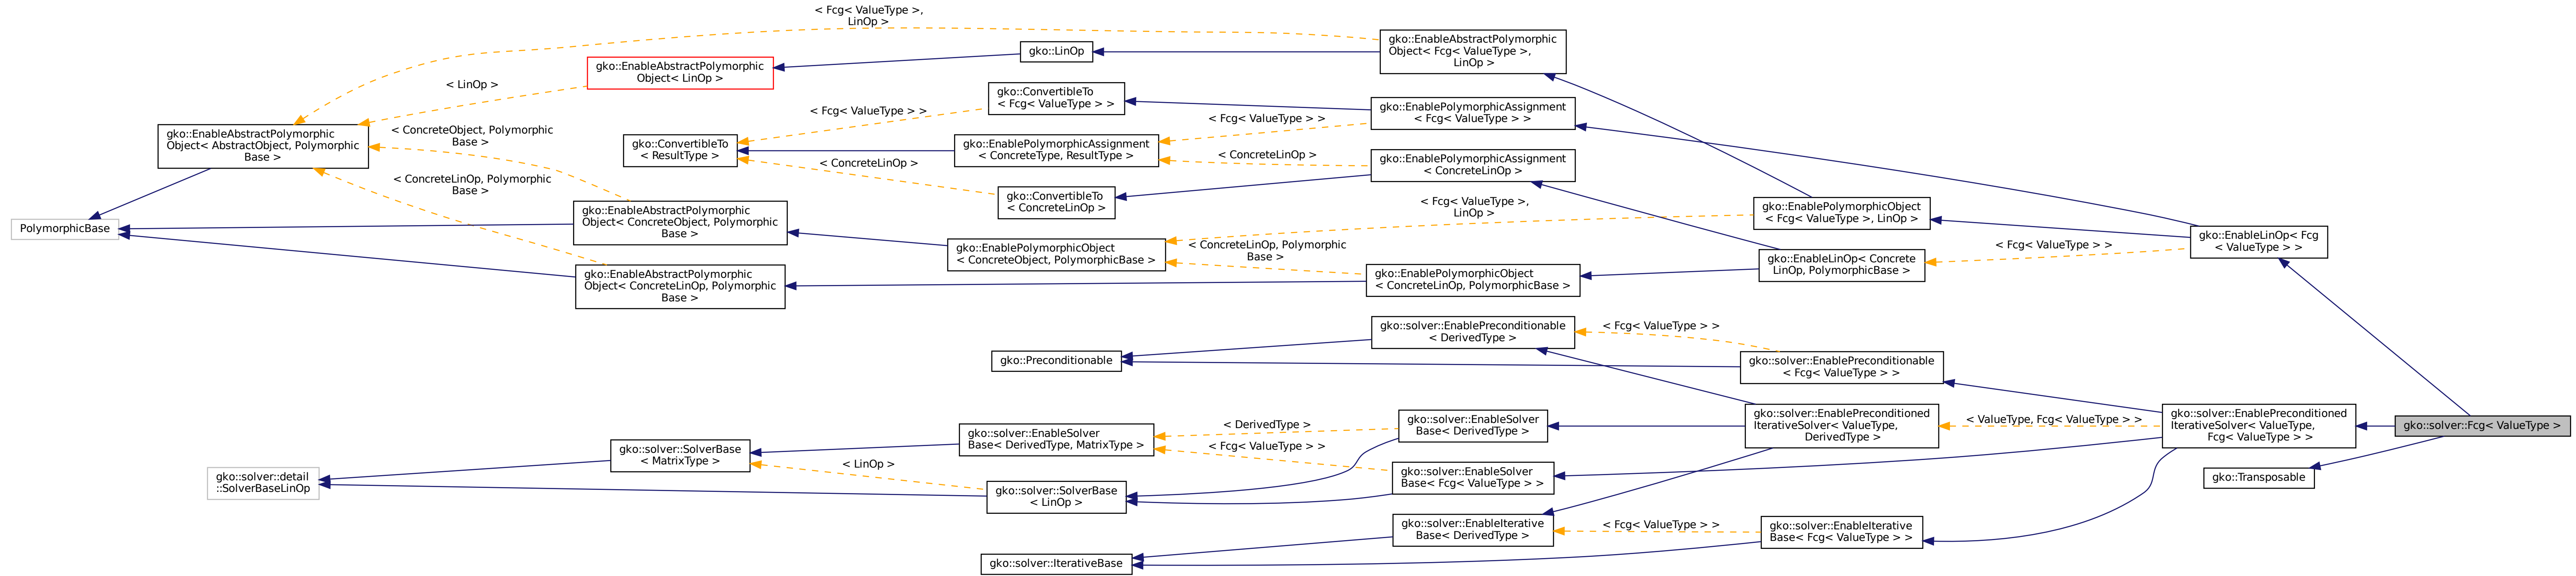 < Fcg< ValueType >,
LinOp >
gko::EnableAbstractPolymorphic
Object< Fcg< ValueType >,
LinOp >
gko::LinOp
gko::EnableAbstractPolymorphic
Object< LinOp >
< LinOp >
gko::ConvertibleTo
< Fcg< ValueType > >
< Fcg< ValueType > >
gko::EnablePolymorphicAssignment
< Fcg< ValueType > >
< Fcg< ValueType > >
gko::EnableAbstractPolymorphic
Object< AbstractObject, Polymorphic
Base >
< ConcreteObject, Polymorphic
Base >
gko::ConvertibleTo
< ResultType >
gko::EnablePolymorphicAssignment
< ConcreteType, ResultType >
< ConcreteLinOp >
< ConcreteLinOp >
gko::EnablePolymorphicAssignment
< ConcreteLinOp >
< ConcreteLinOp, Polymorphic
Base >
gko::ConvertibleTo
< ConcreteLinOp >
PolymorphicBase
gko::EnableAbstractPolymorphic
Object< ConcreteObject, Polymorphic
Base >
< Fcg< ValueType >,
LinOp >
gko::EnablePolymorphicObject
< Fcg< ValueType >, LinOp >
gko::EnableLinOp< Fcg
< ValueType > >
gko::EnablePolymorphicObject
< ConcreteObject, PolymorphicBase >
< ConcreteLinOp, Polymorphic
Base >
< Fcg< ValueType > >
gko::EnableLinOp< Concrete
LinOp, PolymorphicBase >
gko::EnableAbstractPolymorphic
Object< ConcreteLinOp, Polymorphic
Base >
gko::EnablePolymorphicObject
< ConcreteLinOp, PolymorphicBase >
gko::solver::EnablePreconditionable
< DerivedType >
< Fcg< ValueType > >
gko::Preconditionable
gko::solver::EnablePreconditionable
< Fcg< ValueType > >
gko::solver::EnableSolver
Base< DerivedType, MatrixType >
< DerivedType >
gko::solver::EnableSolver
Base< DerivedType >
gko::solver::EnablePreconditioned
IterativeSolver< ValueType,
DerivedType >
< ValueType, Fcg< ValueType > >
gko::solver::EnablePreconditioned
IterativeSolver< ValueType,
Fcg< ValueType > >
gko::solver::Fcg< ValueType >
gko::solver::SolverBase
< MatrixType >
< Fcg< ValueType > >
< LinOp >
gko::solver::detail
::SolverBaseLinOp
gko::solver::SolverBase
< LinOp >
gko::solver::EnableSolver
Base< Fcg< ValueType > >
gko::Transposable
gko::solver::EnableIterative
Base< DerivedType >
< Fcg< ValueType > >
gko::solver::EnableIterative
Base< Fcg< ValueType > >
gko::solver::IterativeBase